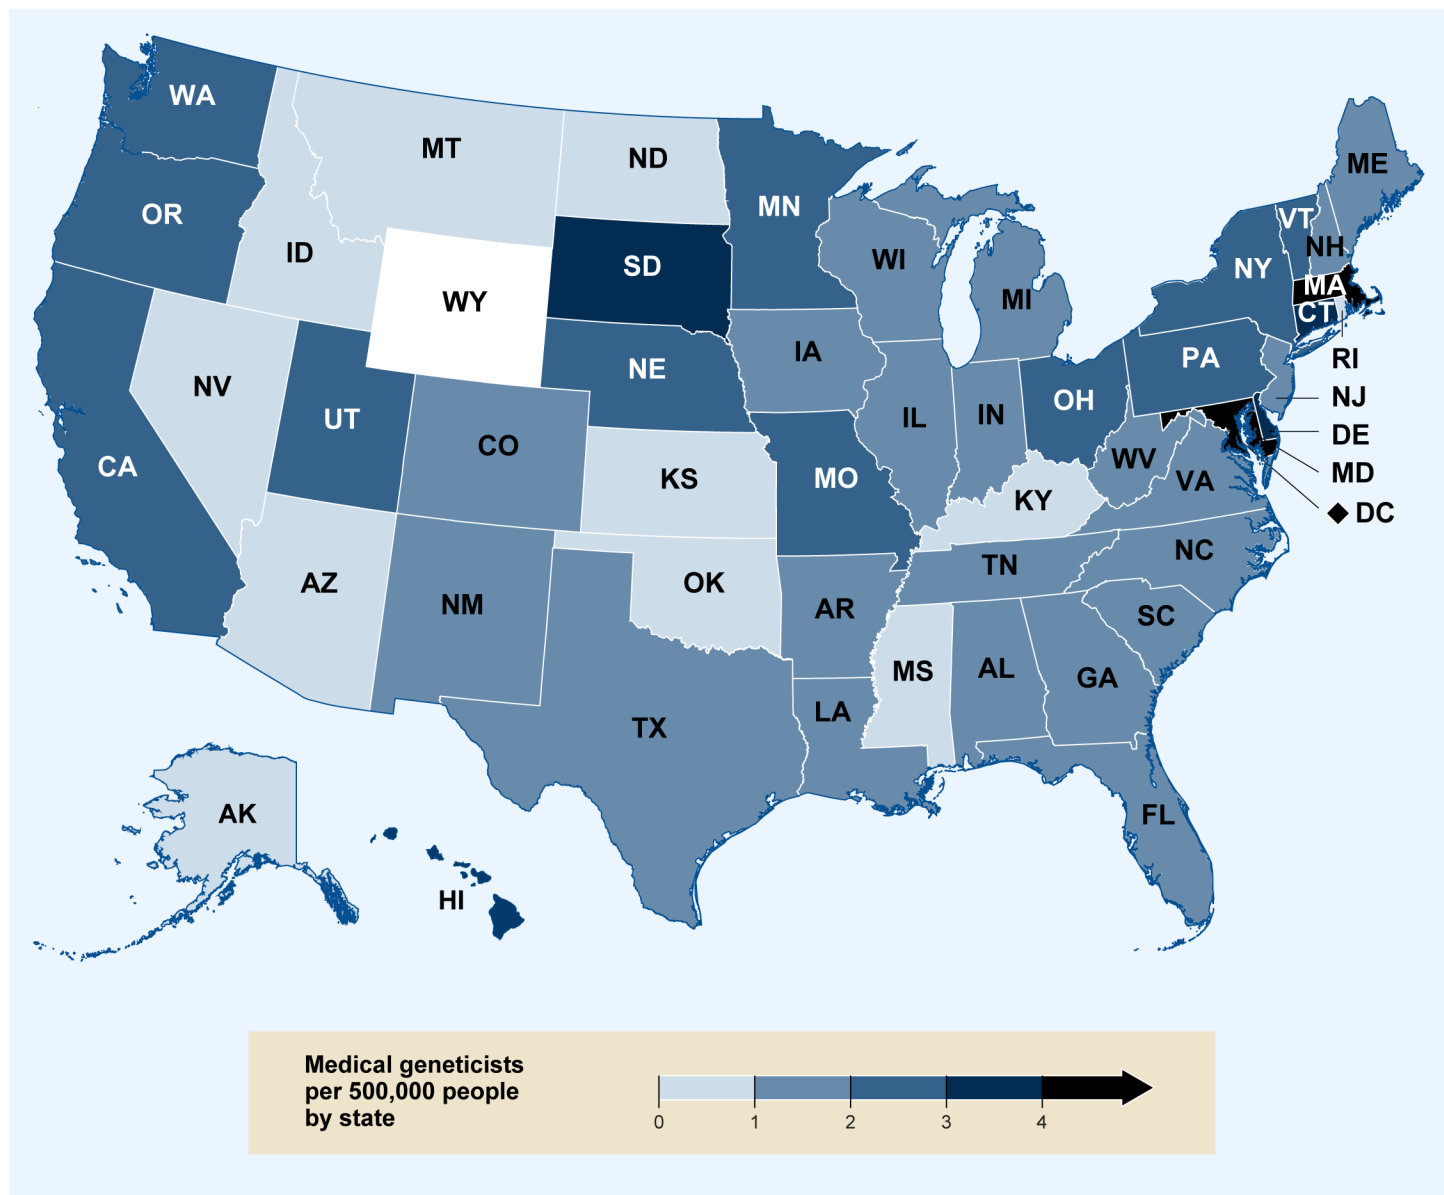 WA
MT
ND
ME
OR
MN
VT
NH
ID
SD
WI
NY
WY
MI
MA
CT
IA
NE
PA
RI
NV
NJ
UT
IL
IN
OH
DE
CO
CA
WV
MD
KS
MO
VA
KY
DC
NC
TN
AZ
OK
NM
AR
SC
MS
AL
GA
LA
TX
AK
FL
HI
Medical geneticists
per 500,000 people
by state
0 1 2 3 4